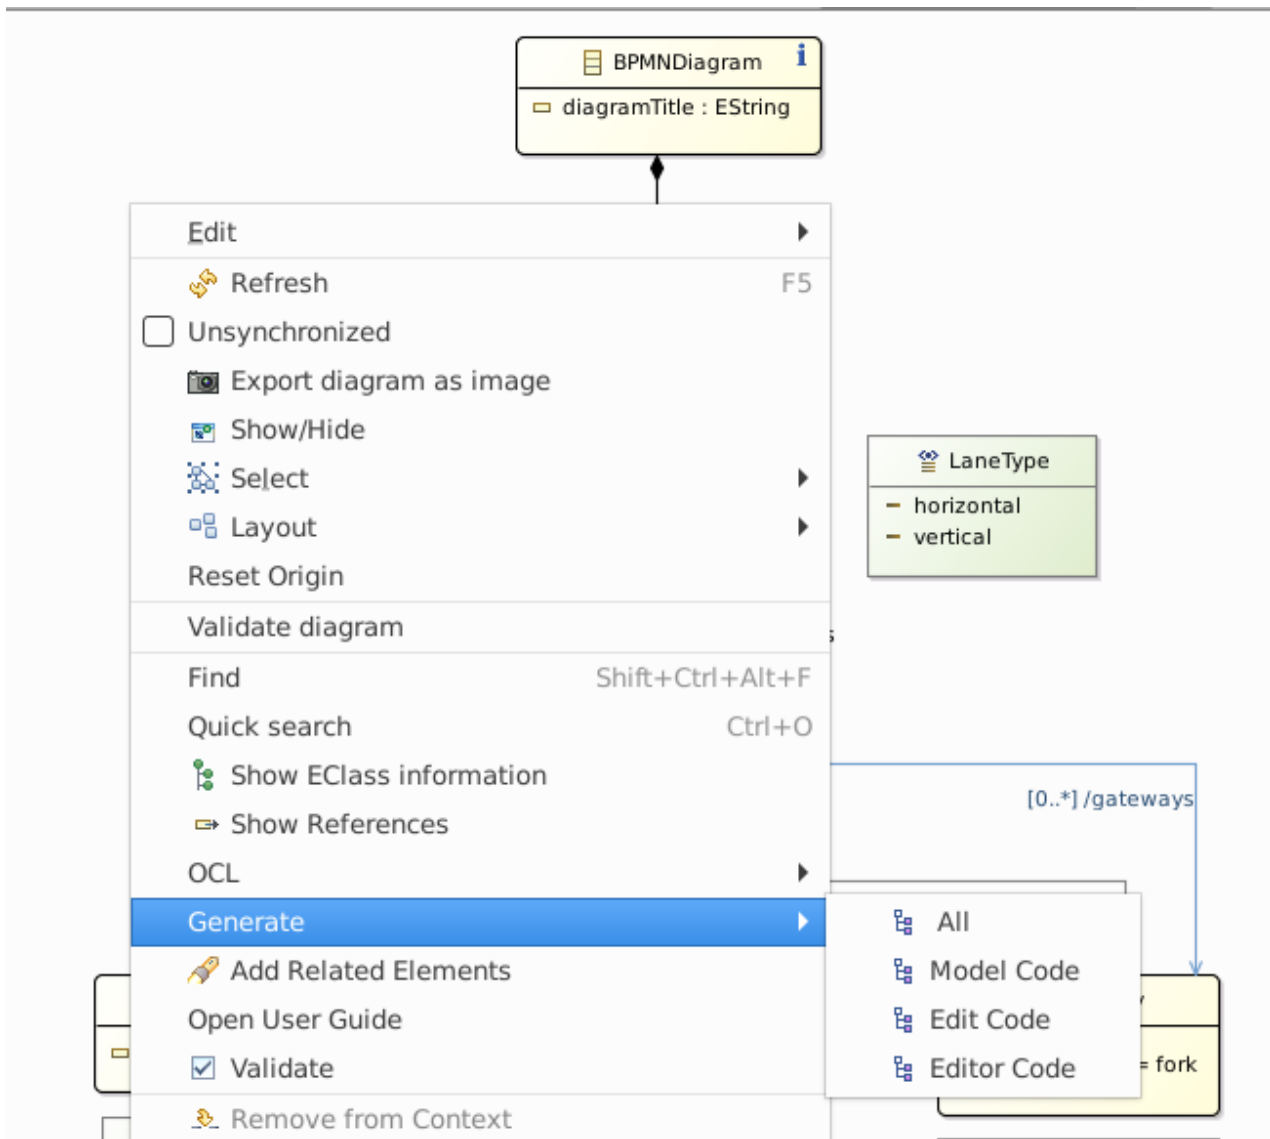 BPMNDiagram
diagramTitle : EString
Edit
Refresh F5
Unsynchronized
Export diagram as image
Show/Hide
Select
Layout
Reset Origin
Validate diagram
Find Shift+Ctrl+Alt+F
Quick search Ctrl+O
Show EClass information
Show References
OCL
Generate
Add Related Elements
Open User Guide
Validate
Remove from Context
All
Model Code
Edit Code
Editor Code
LaneType
horizontal
vertical
[0..*] /gateways
= fork